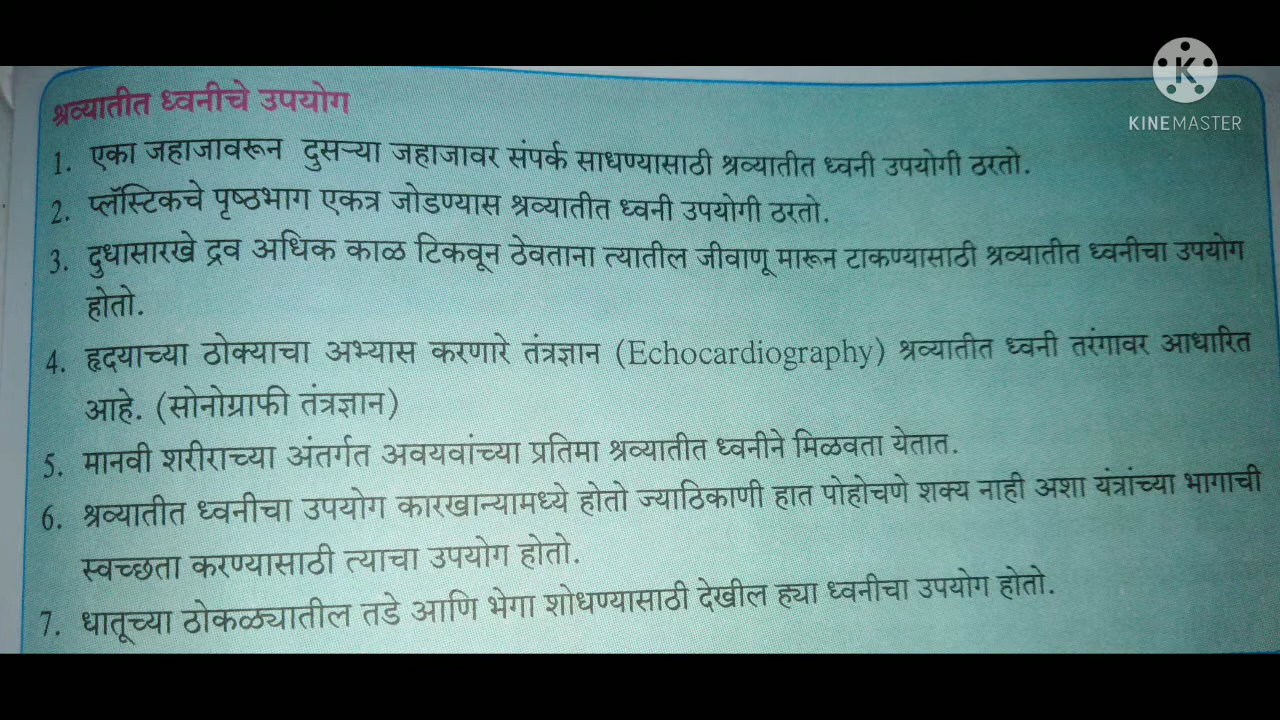 श्रव्यातीत ध्वनीचे उपयोग
KINEMASTER
1. एका जहाजावरून दुसऱ्या जहाजावर संपर्क साधण्यासाठी श्रव्यातीत ध्वनी उपयोगी ठरतो.
2. प्लॅस्टिकचे पृष्ठभाग एकत्र जोडण्यास श्रव्यातीत ध्वनी उपयोगी ठरतो.
3. दुधासारखे द्रव अधिक काळ टिकवून ठेवताना त्यातील जीवाणू मारून टाकण्यासाठी श्रव्यातीत ध्वनीचा उपयोग
होतो.
4. हृदयाच्या ठोक्याचा अभ्यास करणारे तंत्रज्ञान (Echocardiography) श्रव्यातीत ध्वनी तरंगावर आधारित
आहे. (सोनोग्राफी तंत्रज्ञान)
5. मानवी शरीराच्या अंतर्गत अवयवांच्या प्रतिमा श्रव्यातीत ध्वनीने मिळवता येतात.
6. श्रव्यातीत ध्वनीचा उपयोग कारखान्यामध्ये होतो ज्याठिकाणी हात पोहोचणे शक्य नाही अशा यंत्रांच्या भागाची
स्वच्छता करण्यासाठी त्याचा उपयोग होतो.
7. धातूच्या ठोकळ्यातील तडे आणि भेगा शोधण्यासाठी देखील ह्या ध्वनीचा उपयोग होतो.